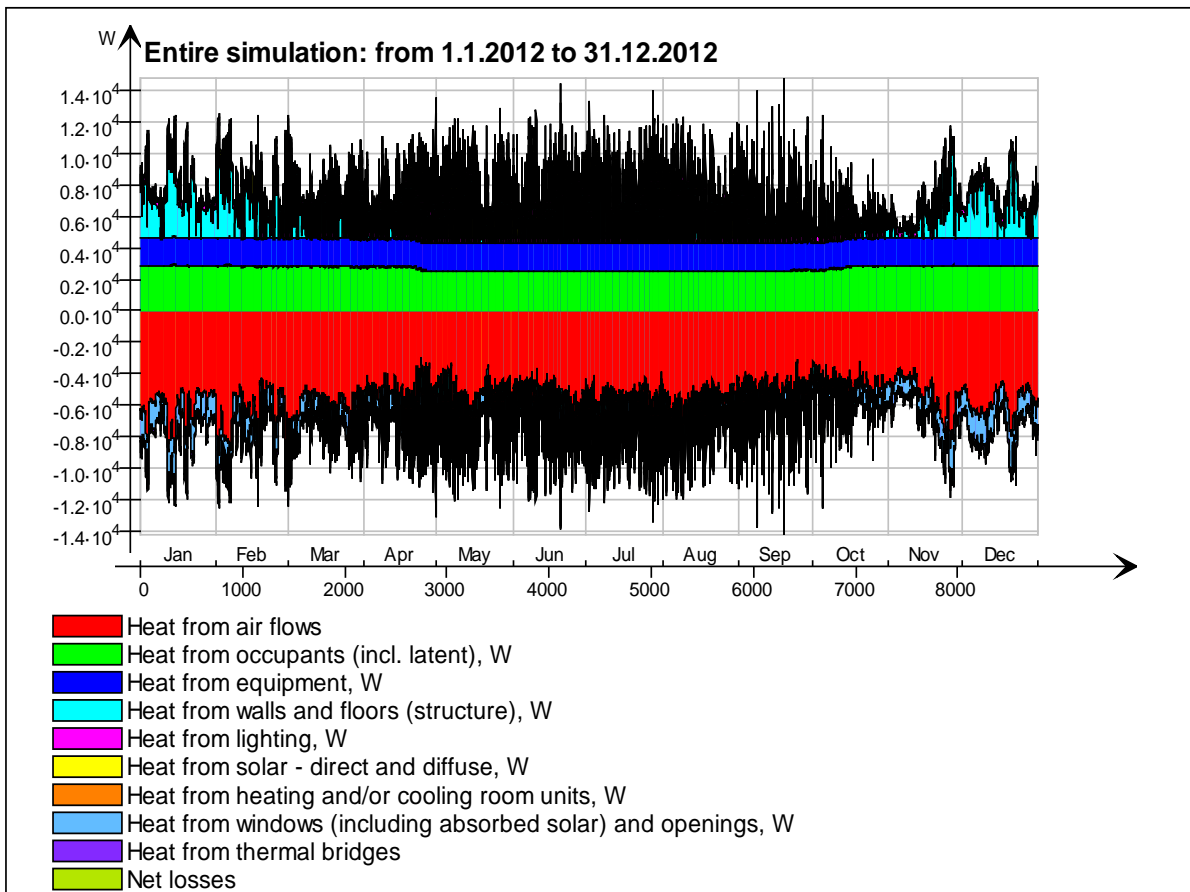 W
Entire simulation: from 1.1.2012 to 31.12.2012
1.4·10⁴
1.2·10⁴
1.0·10⁴
0.8·10⁴
0.6·10⁴
0.4·10⁴
0.2·10⁴
0.0·10⁴
-0.2·10⁴
-0.4·10⁴
-0.6·10⁴
-0.8·10⁴
-1.0·10⁴
-1.2·10⁴
-1.4·10⁴
Jan Feb Mar Apr May Jun Jul Aug Sep Oct Nov Dec
0 1000 2000 3000 4000 5000 6000 7000 8000
Heat from air flows
Heat from occupants (incl. latent), W
Heat from equipment, W
Heat from walls and floors (structure), W
Heat from lighting, W
Heat from solar - direct and diffuse, W
Heat from heating and/or cooling room units, W
Heat from windows (including absorbed solar) and openings, W
Heat from thermal bridges
Net losses